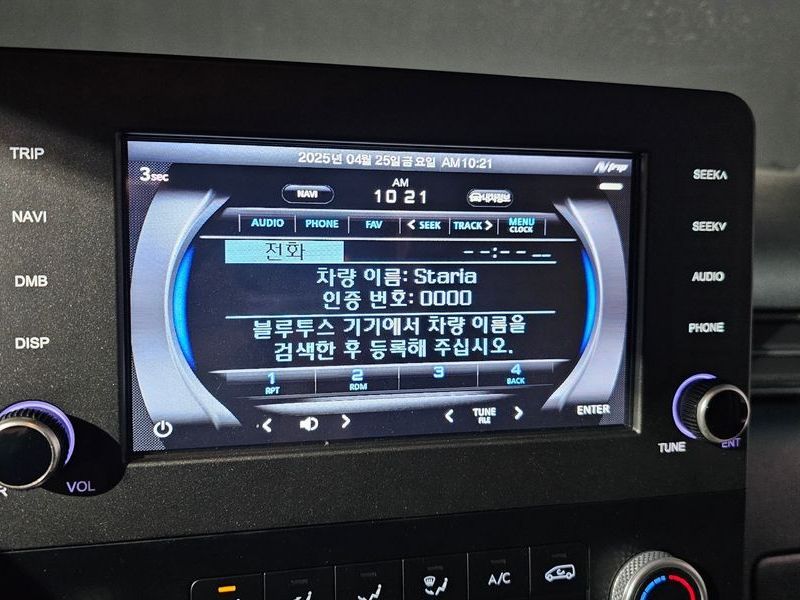 TRIP
NAVI
DMB
DISP
VOL
2025년 04월 25일금요일 AM10:21
3SEC
NAVI
AM
10 21
내차정보
AUDIO PHONE FAV < SEEK TRACK > MENU
CLOCK
전화 --:-- --
차량 이름: Staria
인증 번호: 0000
블루투스 기기에서 차량 이름을
검색한 후 등록해 주십시오.
1 2 3 4
RPT RDM BACK
< > < TUNE >
FILE
ENTER
SEEK∧
SEEK∨
AUDIO
PHONE
TUNE
ENT
A/C